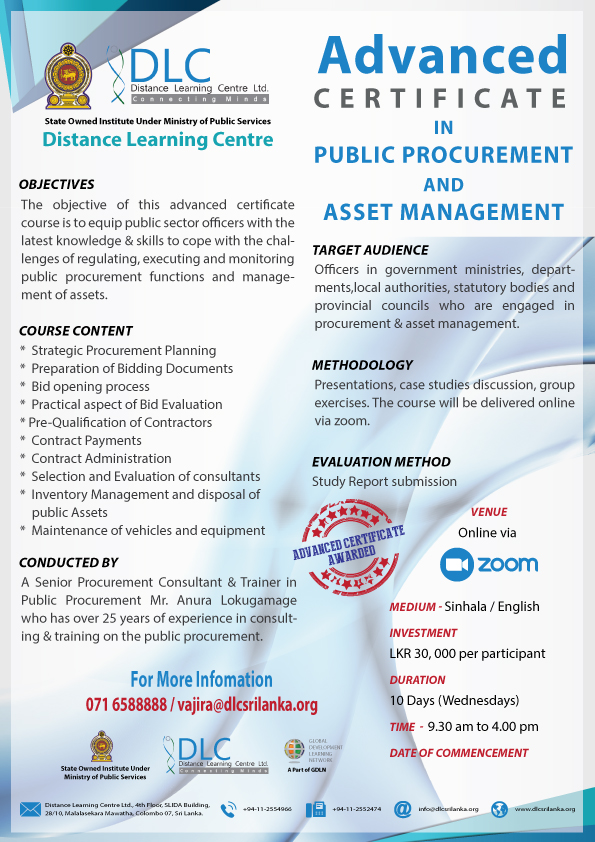 DLC
Distance Learning Centre Ltd.
Connecting Minds
State Owned Institute Under Ministry of Public Services
Distance Learning Centre
Advanced
CERTIFICATE
IN
PUBLIC PROCUREMENT
AND
ASSET MANAGEMENT
OBJECTIVES
The objective of this advanced certificate
course is to equip public sector officers with the
latest knowledge & skills to cope with the chal-
lenges of regulating, executing and monitoring
public procurement functions and manage-
ment of assets.
COURSE CONTENT
* Strategic Procurement Planning
* Preparation of Bidding Documents
* Bid opening process
* Practical aspect of Bid Evaluation
* Pre-Qualification of Contractors
* Contract Payments
* Contract Administration
* Selection and Evaluation of consultants
* Inventory Management and disposal of
public Assets
* Maintenance of vehicles and equipment
CONDUCTED BY
A Senior Procurement Consultant & Trainer in
Public Procurement Mr. Anura Lokugamage
who has over 25 years of experience in consult-
ing & training on the public procurement.
TARGET AUDIENCE
Officers in government ministries, depart-
ments,local authorities, statutory bodies and
provincial councils who are engaged in
procurement & asset management.
METHODOLOGY
Presentations, case studies discussion, group
exercises. The course will be delivered online
via zoom.
EVALUATION METHOD
Study Report submission
ADVANCED CERTIFICATE
AWARDED
VENUE
Online via
zoom
MEDIUM - Sinhala / English
INVESTMENT
LKR 30, 000 per participant
DURATION
10 Days (Wednesdays)
TIME - 9.30 am to 4.00 pm
DATE OF COMMENCEMENT
For More Infomation
071 6588888 / vajira@dlcsrilanka.org
State Owned Institute Under
Ministry of Public Services
DLC
Distance Learning Centre Ltd.
Connecting Minds
GLOBAL
DEVELOPMENT
LEARNING
NETWORK
A Part of GDLN
Distance Learning Centre Ltd., 4th Floor, SLIDA Building,
28/10, Malalasekara Mawatha, Colombo 07, Sri Lanka.
+94-11-2554966
+94-11-2552474
info@dlcsrilanka.org
www.dlcsrilanka.org